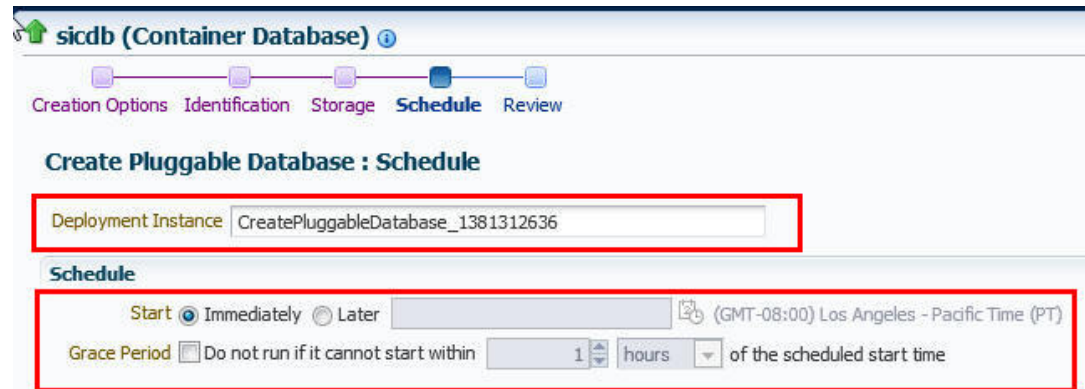 sicdb (Container Database)
Creation Options Identification Storage Schedule Review
Create Pluggable Database : Schedule
Deployment Instance CreatePluggableDatabase_1381312636
Schedule
Start Immediately Later (GMT-08:00) Los Angeles - Pacific Time (PT)
Grace Period Do not run if it cannot start within 1 hours of the scheduled start time